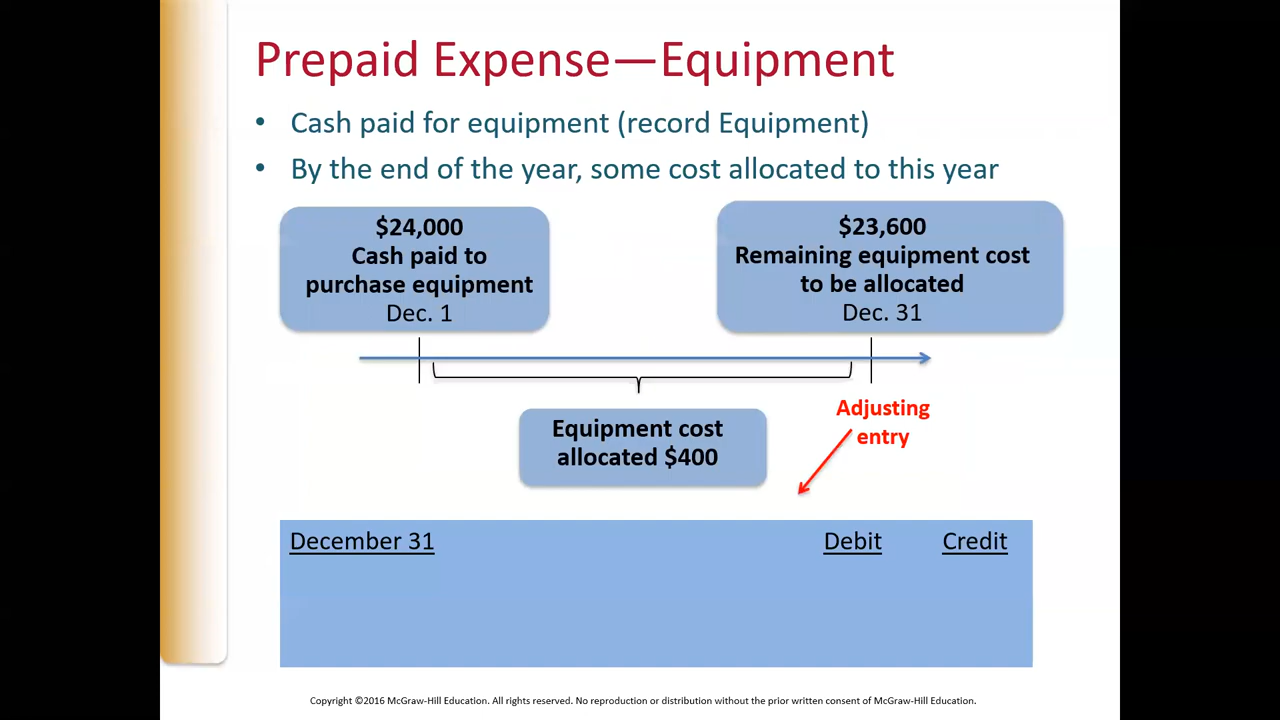 Prepaid Expense—Equipment
• Cash paid for equipment (record Equipment)
• By the end of the year, some cost allocated to this year
$24,000
Cash paid to
purchase equipment
Dec. 1
$23,600
Remaining equipment cost
to be allocated
Dec. 31
Equipment cost
allocated $400
Adjusting
entry
December 31 Debit Credit
Copyright ©2016 McGraw-Hill Education. All rights reserved. No reproduction or distribution without the prior written consent of McGraw-Hill Education.